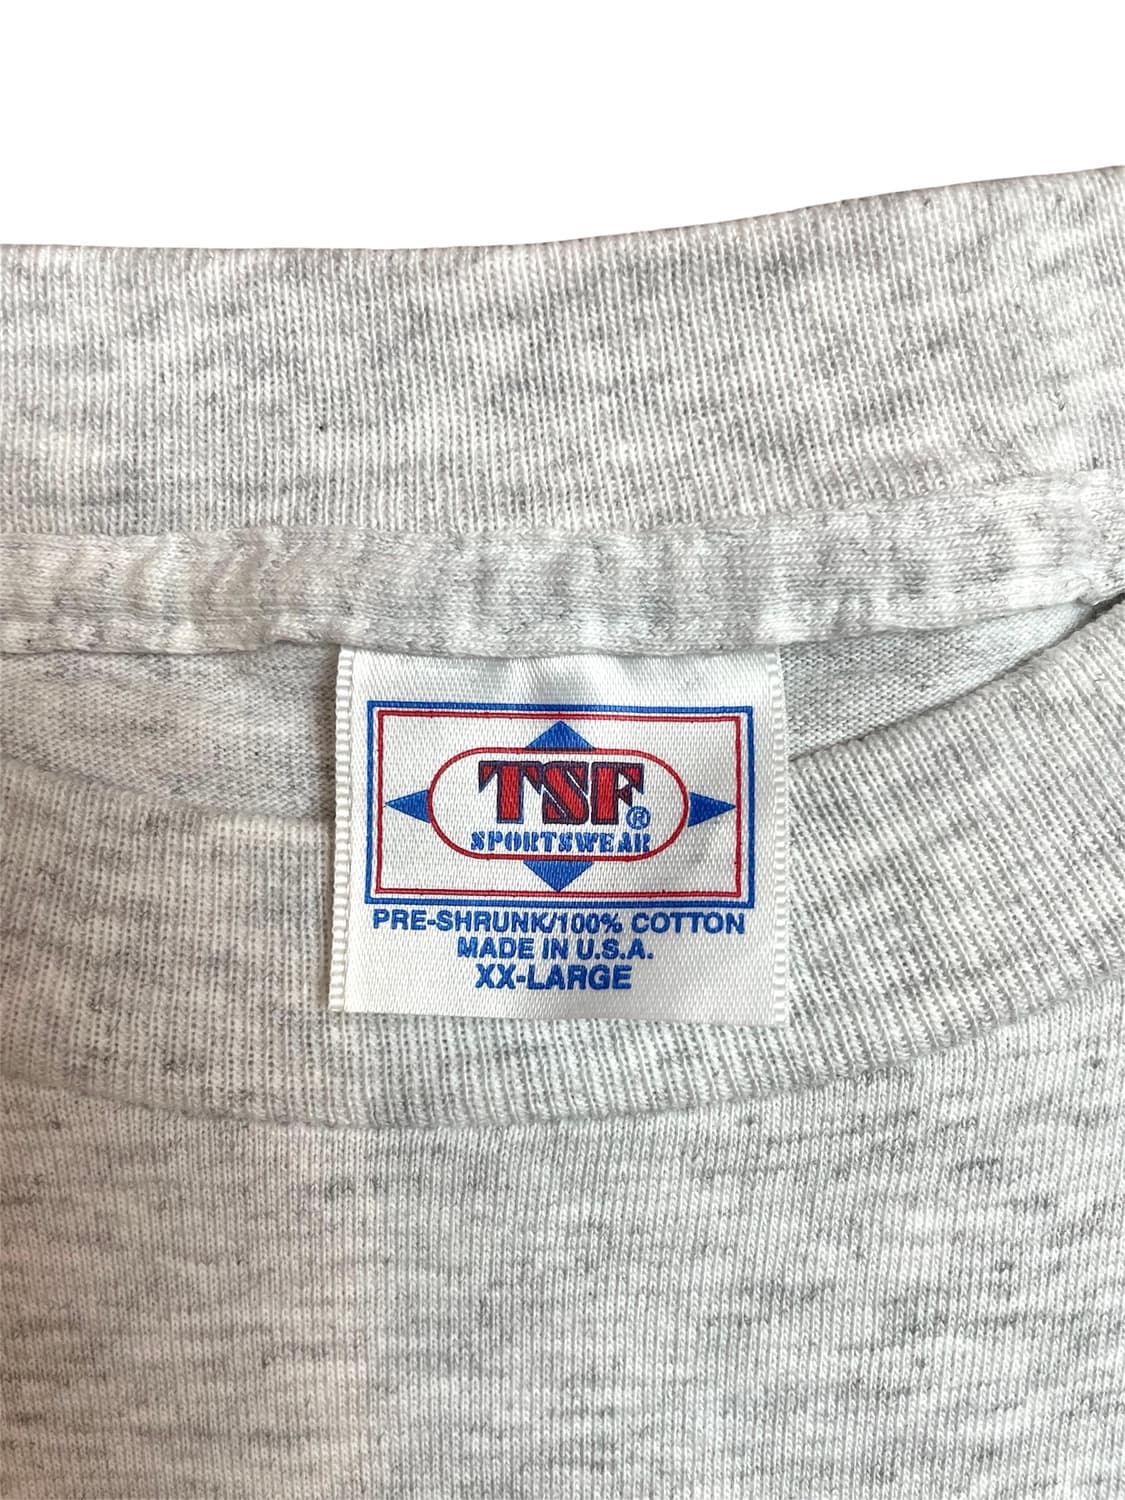 TSF®
SPORTSWEAR
PRE-SHRUNK/100% COTTON
MADE IN U.S.A.
XX-LARGE